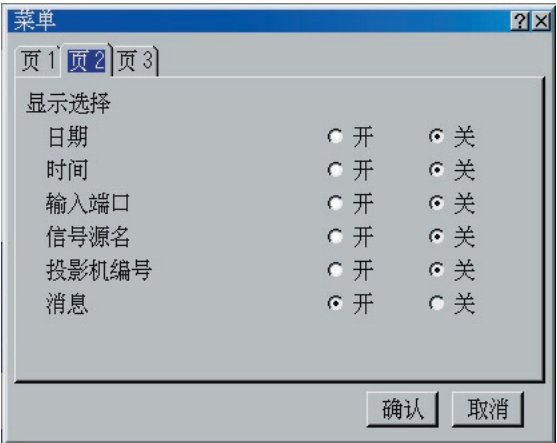 菜单
页1 页2 页3
显示选择
日期 开 关
时间 开 关
输入端口 开 关
信号源名 开 关
投影机编号 开 关
消息 开 关
确认 取消